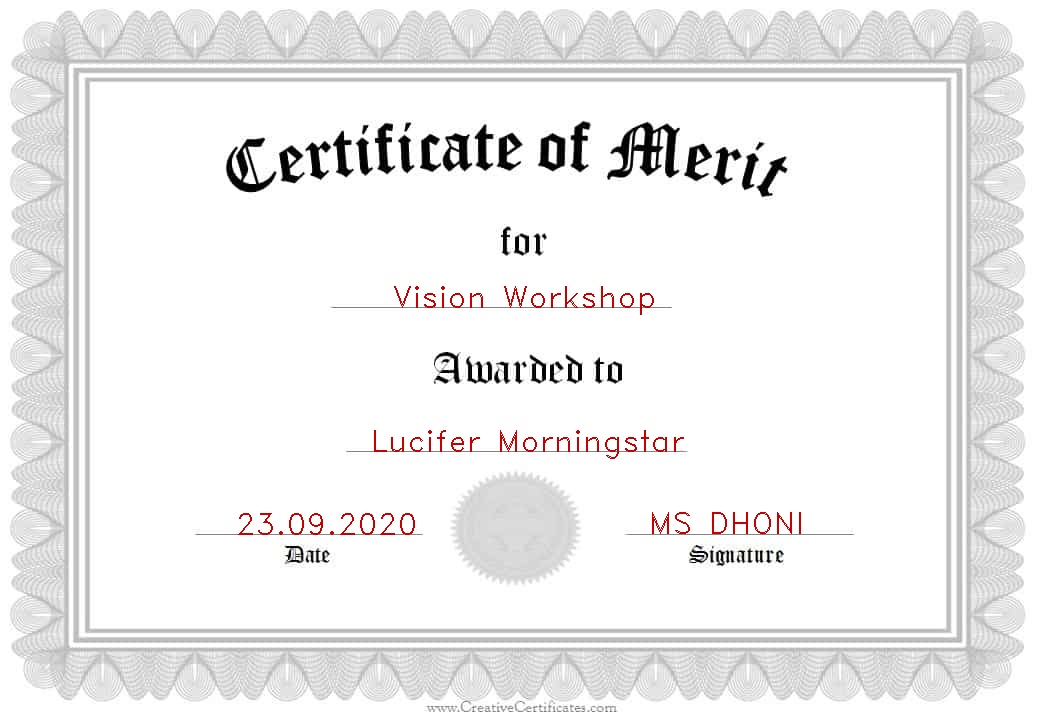 Certificate of Merit
for
Vision Workshop
Awarded to
Lucifer Morningstar
23.09.2020 MS DHONI
Date Signature
www.CreativeCertificates.com